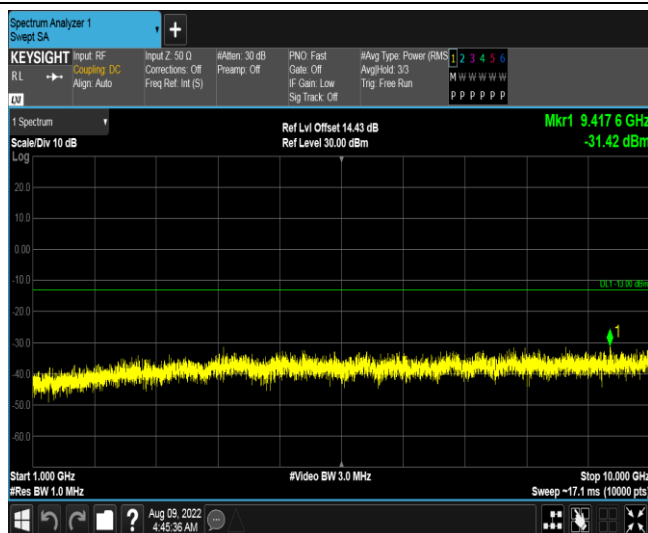 Spectrum Analyzer 1
Swept SA
+
KEYSIGHT Input: RF Input Z: 50 Ω #Atten: 30 dB PNO: Fast #Avg Type: Power (RMS 1 2 3 4 5 6
RL Coupling: DC Corrections: Off Preamp: Off Gate: Off Avg|Hold: 3/3 M W W W W W
Align: Auto Freq Ref: Int (S) IF Gain: Low Trig: Free Run
Sig Track: Off P P P P P P
LXI
1 Spectrum Ref Lvl Offset 14.43 dB Mkr1 9.417 6 GHz
Scale/Div 10 dB Ref Level 30.00 dBm -31.42 dBm
Log
20.0
10.0
0.00
-10.0
DL1 -13.00 dBm
-20.0
1
-30.0
-40.0
-50.0
-60.0
Start 1.000 GHz #Video BW 3.0 MHz Stop 10.000 GHz
#Res BW 1.0 MHz Sweep ~17.1 ms (10000 pts)
? Aug 09, 2022
4:45:36 AM